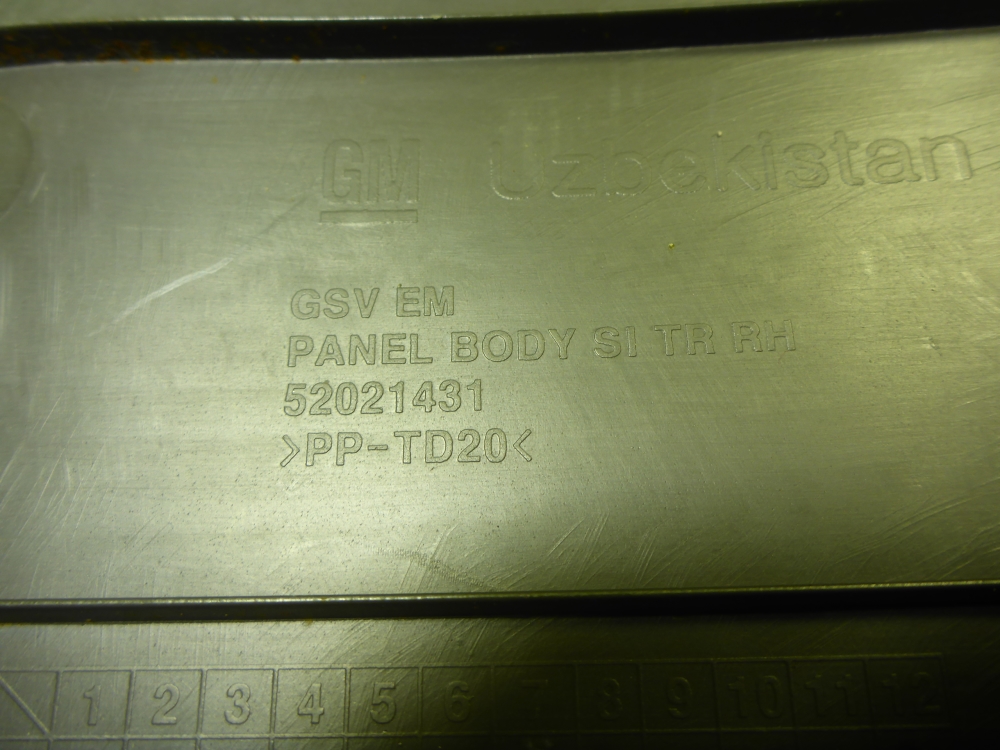 GM Uzbekistan
GSV EM
PANEL BODY SI TR RH
52021431
>PP-TD20<
1 2 3 4 5 6 7 8 9 10 11 12